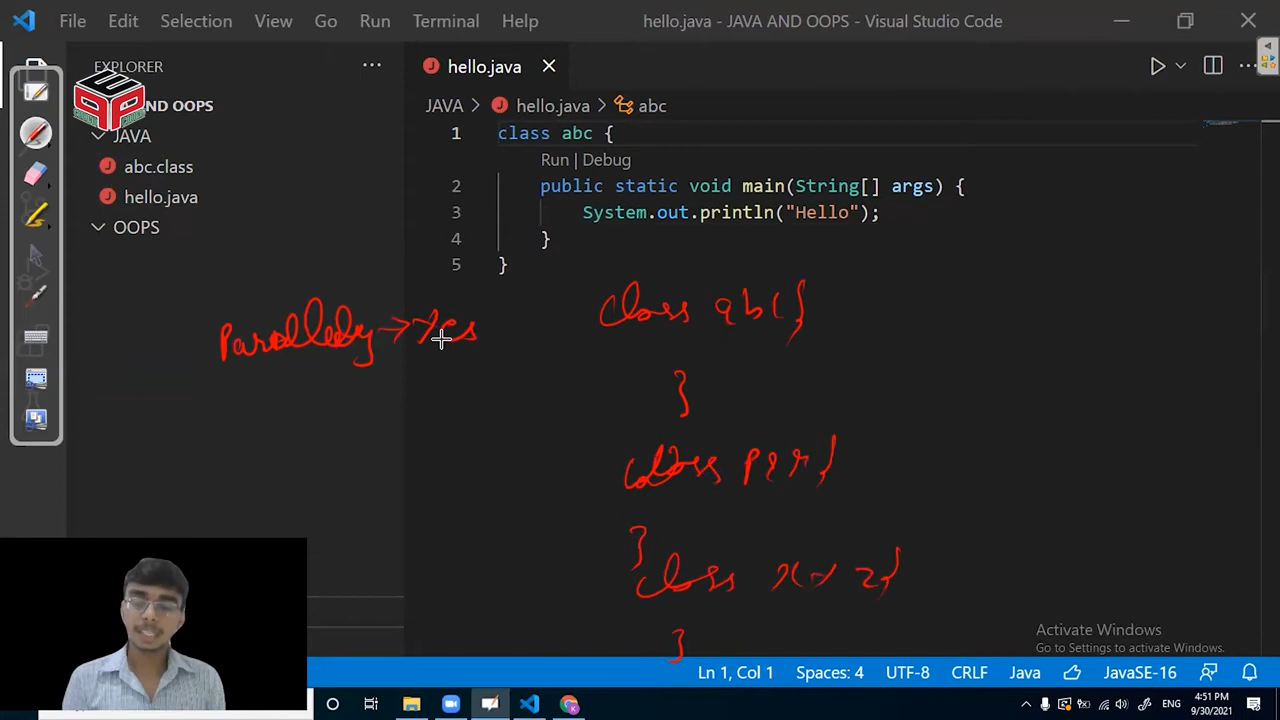 File Edit Selection View Go Run Terminal Help
hello.java - JAVA AND OOPS - Visual Studio Code
EXPLORER
hello.java
AND OOPS
JAVA > hello.java > abc
JAVA
abc.class
hello.java
OOPS
1 class abc {
Run | Debug
2 public static void main(String[] args) {
3 System.out.println("Hello");
4 }
5 }
Parallely → Yes
class abc {
}
class pqr {
}
class xyz {
}
Activate Windows
Go to Settings to activate Windows.
Ln 1, Col 1 Spaces: 4 UTF-8 CRLF Java JavaSE-16
ENG
4:51 PM
9/30/2021